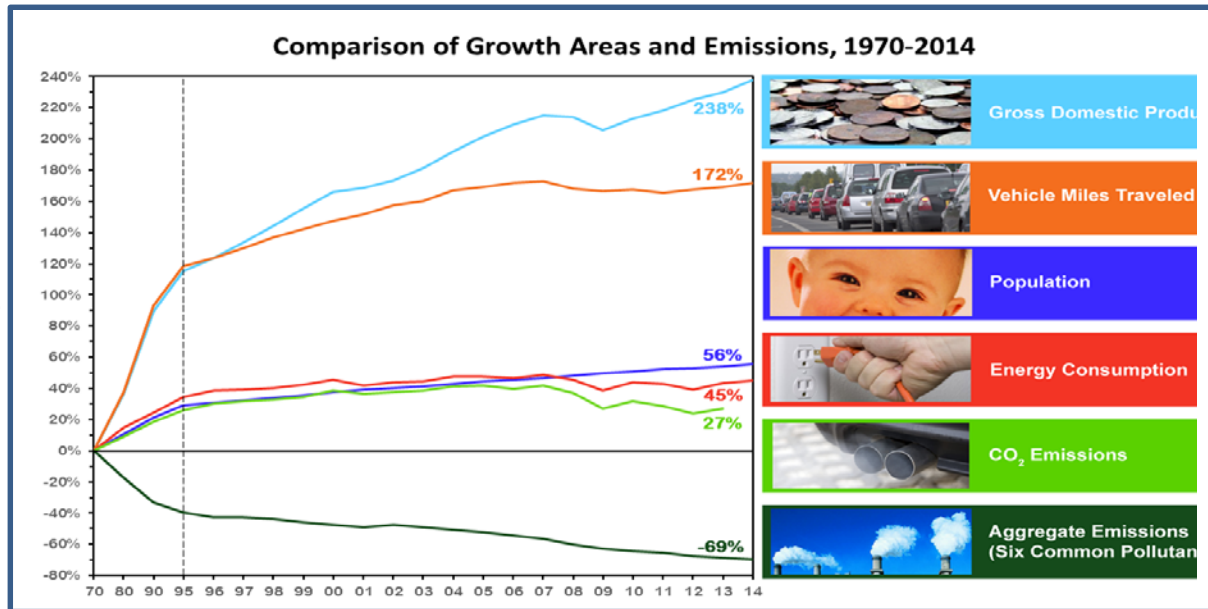 Comparison of Growth Areas and Emissions, 1970-2014
240%
220%
200%
180%
160%
140%
120%
100%
80%
60%
40%
20%
0%
-20%
-40%
-60%
-80%
238%
172%
56%
45%
27%
-69%
70 80 90 95 96 97 98 99 00 01 02 03 04 05 06 07 08 09 10 11 12 13 14
Gross Domestic Produ
Vehicle Miles Traveled
Population
Energy Consumption
CO₂ Emissions
Aggregate Emissions
(Six Common Pollutan